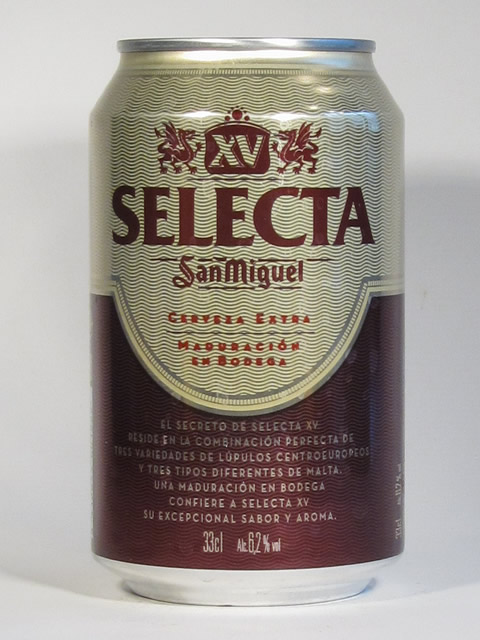 XV
SELECTA
San Miguel
CERVEZA EXTRA
MADURACIÓN
EN BODEGA
EL SECRETO DE SELECTA XV
RESIDE EN LA COMBINACIÓN PERFECTA DE
TRES VARIEDADES DE LÚPULOS CENTROEUROPEOS
Y TRES TIPOS DIFERENTES DE MALTA.
UNA MADURACIÓN EN BODEGA
CONFIERE A SELECTA XV
SU EXCEPCIONAL SABOR Y AROMA.
33cl Alc.6,2% vol